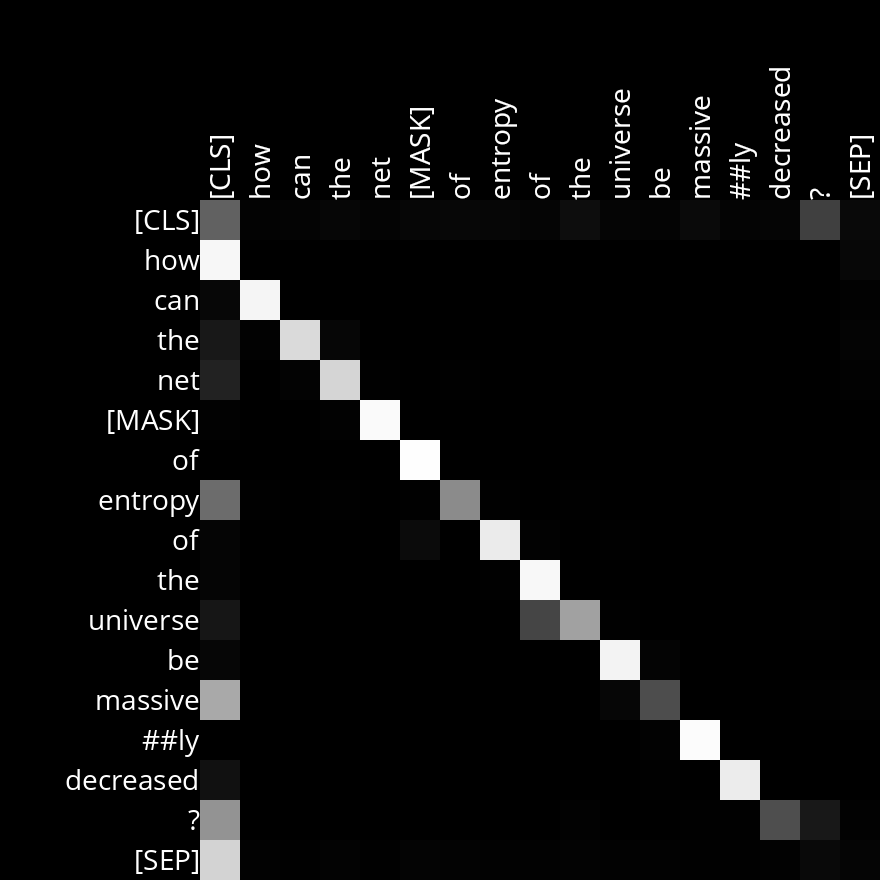 [CLS] how can the net [MASK] of entropy of the universe be massive ##ly decreased ? [SEP]
[CLS]
how
can
the
net
[MASK]
of
entropy
of
the
universe
be
massive
##ly
decreased
?
[SEP]